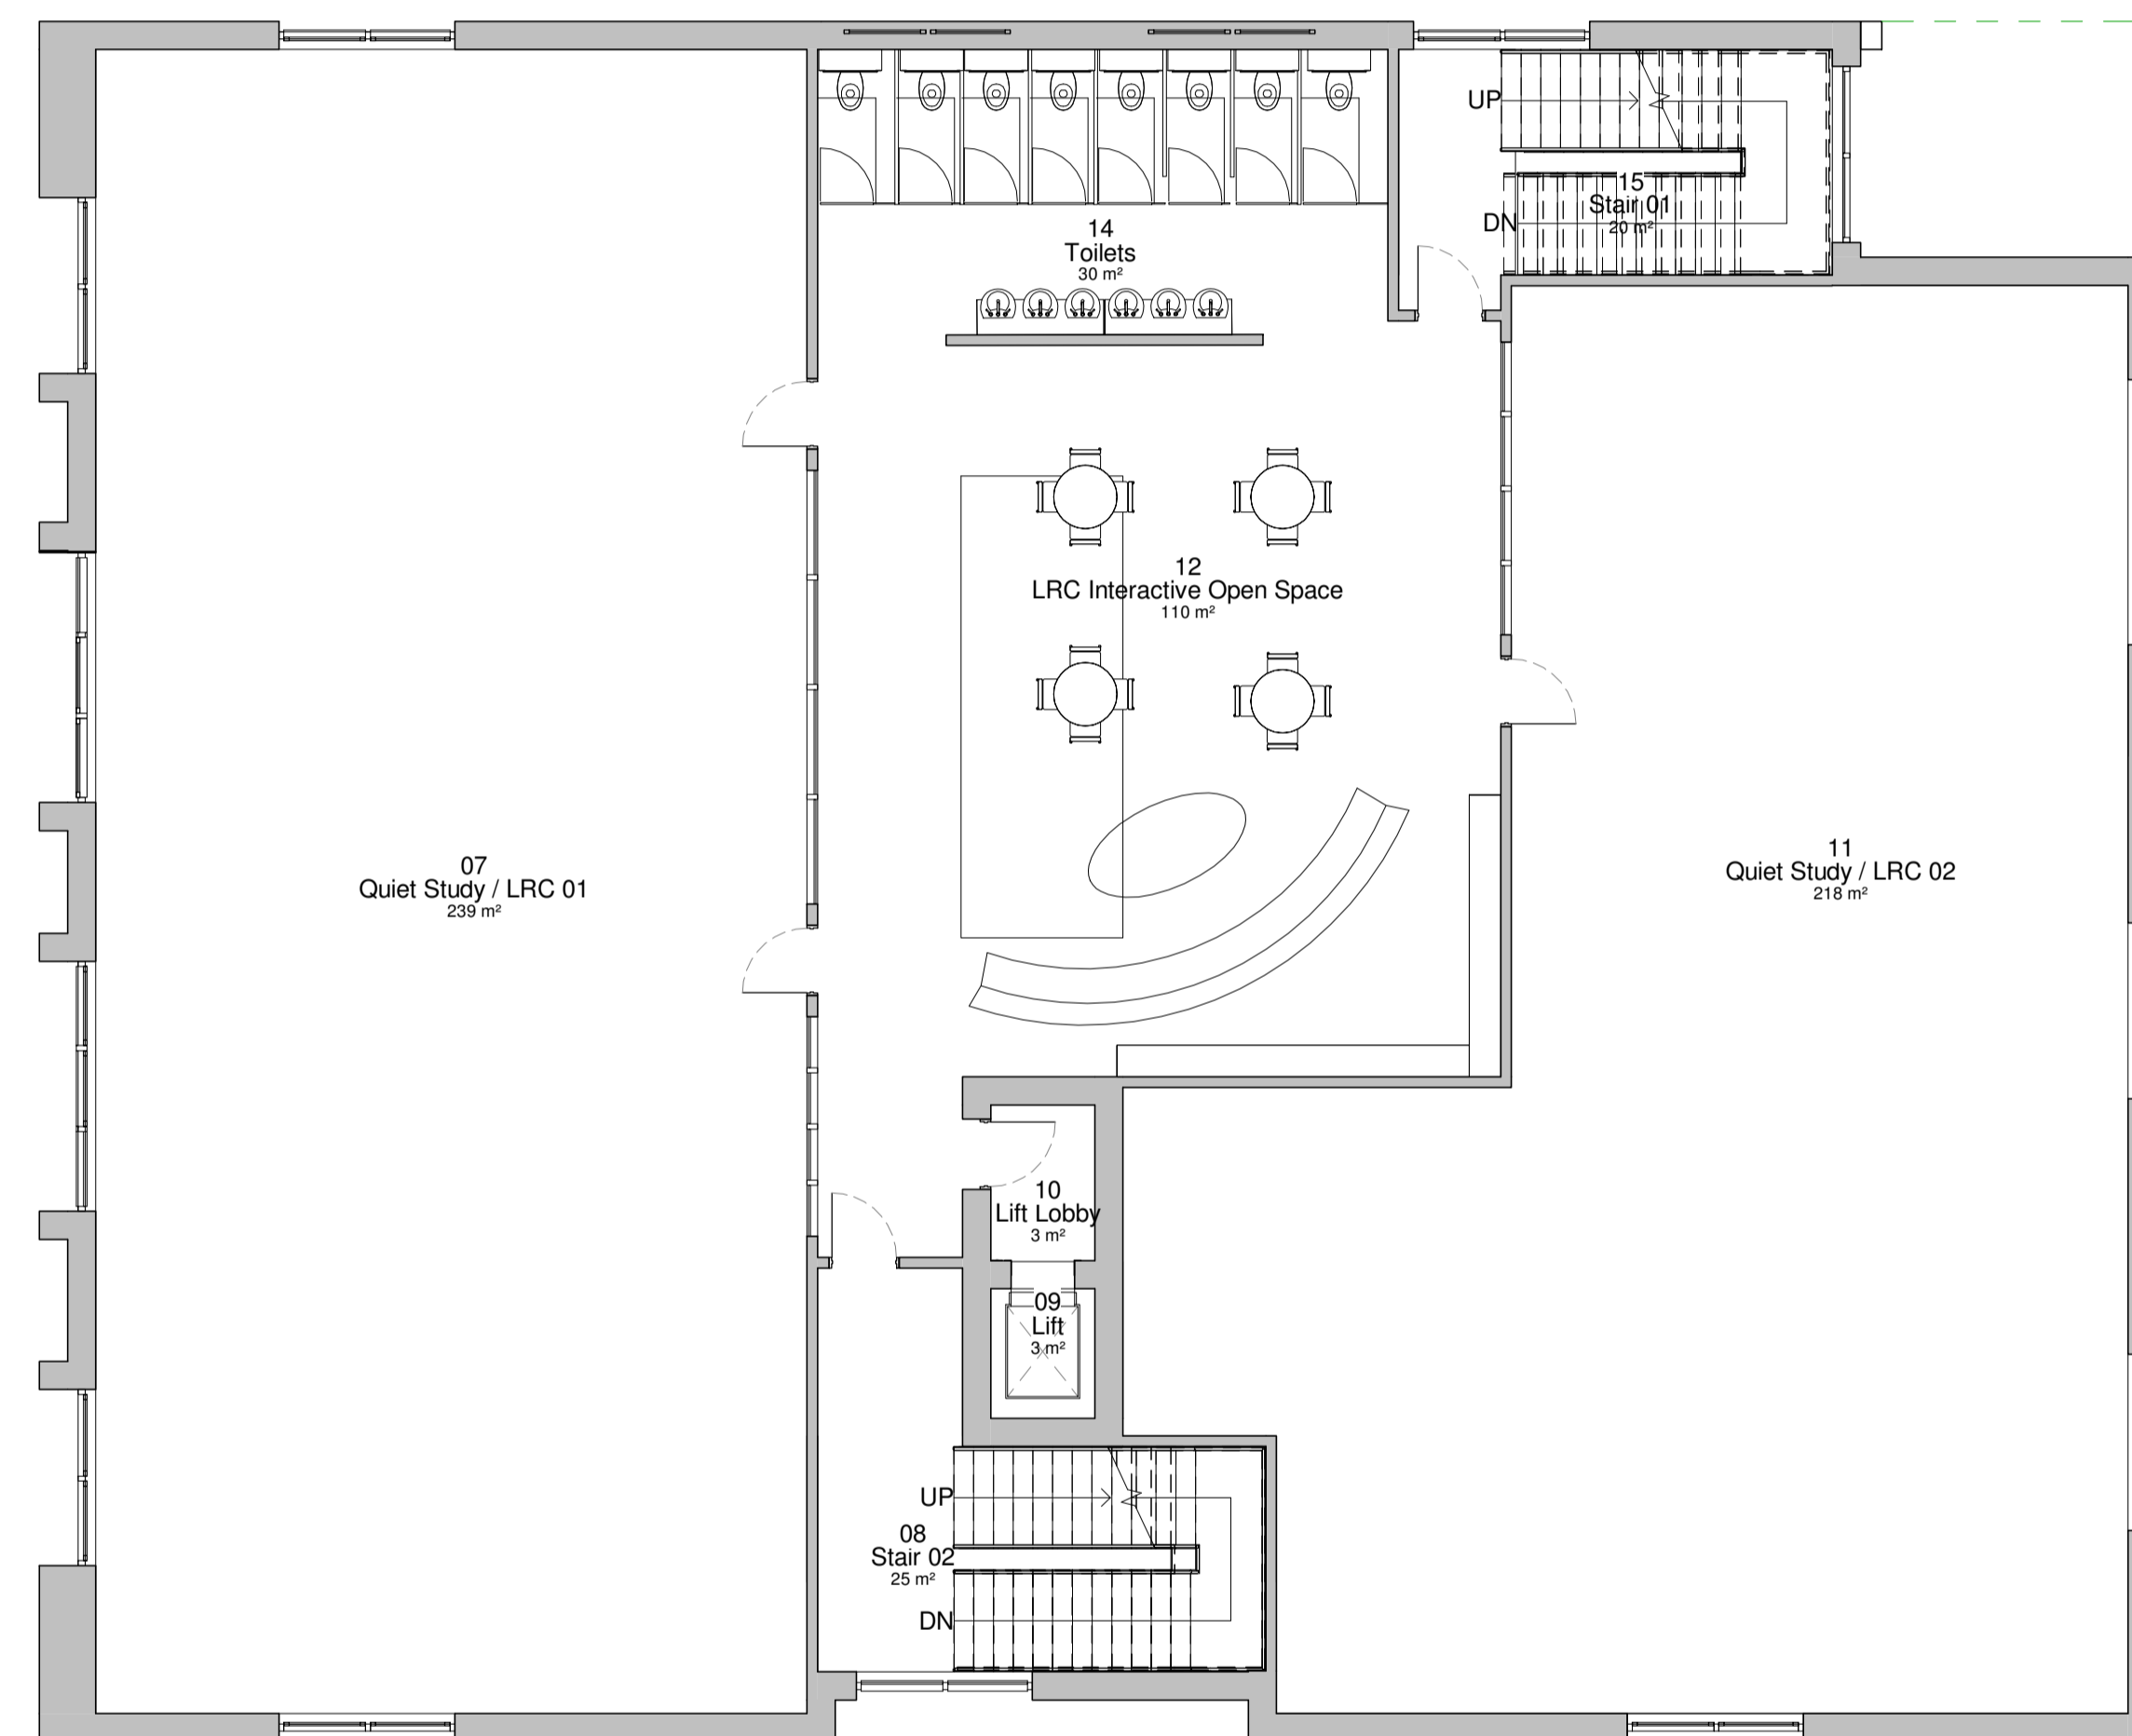 UP
15
Stair 01
20 m²
DN
14
Toilets
30 m²
12
LRC Interactive Open Space
110 m²
07
Quiet Study / LRC 01
239 m²
11
Quiet Study / LRC 02
218 m²
10
Lift Lobby
3 m²
09
Lift
3 m²
UP
08
Stair 02
25 m²
DN